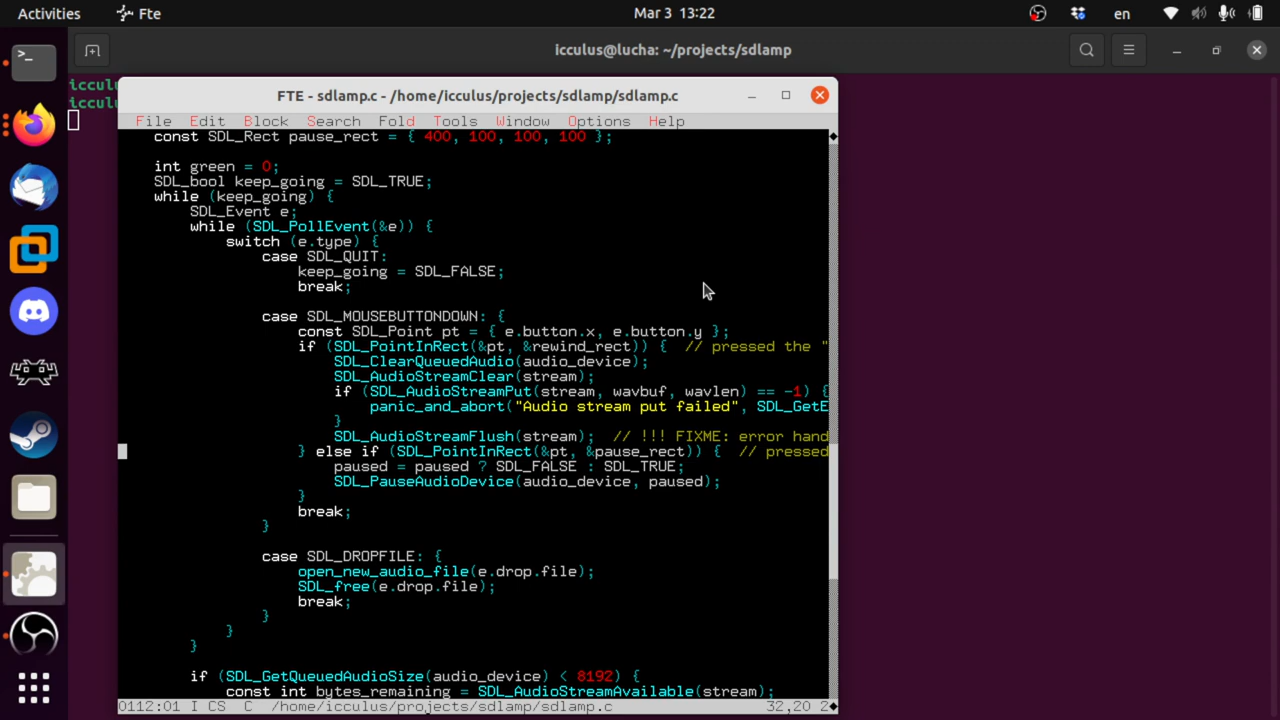 Activities
Fte
Mar 3 13:22
en
icculus@lucha: ~/projects/sdlamp
FTE - sdlamp.c - /home/icculus/projects/sdlamp/sdlamp.c
File Edit Block Search Fold Tools Window Options Help
const SDL_Rect pause_rect = { 400, 100, 100, 100 };
int green = 0;
SDL_bool keep_going = SDL_TRUE;
while (keep_going) {
SDL_Event e;
while (SDL_PollEvent(&e)) {
switch (e.type) {
case SDL_QUIT:
keep_going = SDL_FALSE;
break;
case SDL_MOUSEBUTTONDOWN: {
const SDL_Point pt = { e.button.x, e.button.y };
if (SDL_PointInRect(&pt, &rewind_rect)) {  // pressed the "
SDL_ClearQueuedAudio(audio_device);
SDL_AudioStreamClear(stream);
if (SDL_AudioStreamPut(stream, wavbuf, wavlen) == -1) {
panic_and_abort("Audio stream put failed", SDL_GetE
}
SDL_AudioStreamFlush(stream);  // !!! FIXME: error hand
} else if (SDL_PointInRect(&pt, &pause_rect)) {  // pressed
paused = paused ? SDL_FALSE : SDL_TRUE;
SDL_PauseAudioDevice(audio_device, paused);
}
break;
}
case SDL_DROPFILE: {
open_new_audio_file(e.drop.file);
SDL_free(e.drop.file);
break;
}
}
}
if (SDL_GetQueuedAudioSize(audio_device) < 8192) {
const int bytes_remaining = SDL_AudioStreamAvailable(stream);
0112:01 I CS  C  /home/icculus/projects/sdlamp/sdlamp.c 32,20 2